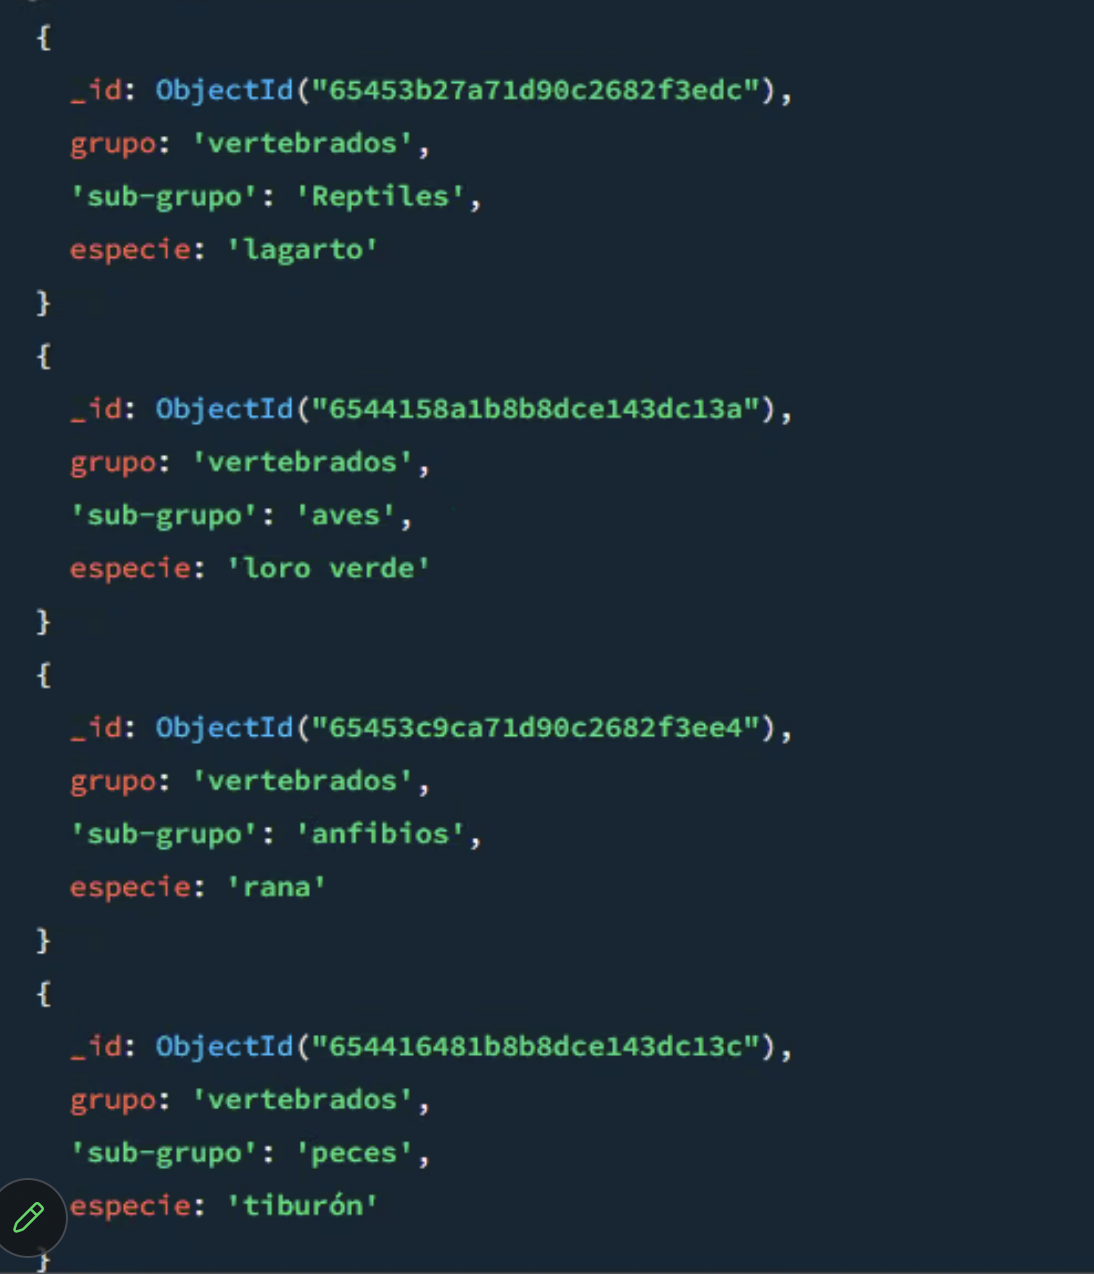 {
_id: ObjectId("65453b27a71d90c2682f3edc"),
grupo: 'vertebrados',
'sub-grupo': 'Reptiles',
especie: 'lagarto'
}
{
_id: ObjectId("6544158a1b8b8dce143dc13a"),
grupo: 'vertebrados',
'sub-grupo': 'aves',
especie: 'loro verde'
}
{
_id: ObjectId("65453c9ca71d90c2682f3ee4"),
grupo: 'vertebrados',
'sub-grupo': 'anfibios',
especie: 'rana'
}
{
_id: ObjectId("654416481b8b8dce143dc13c"),
grupo: 'vertebrados',
'sub-grupo': 'peces',
especie: 'tiburón'
}